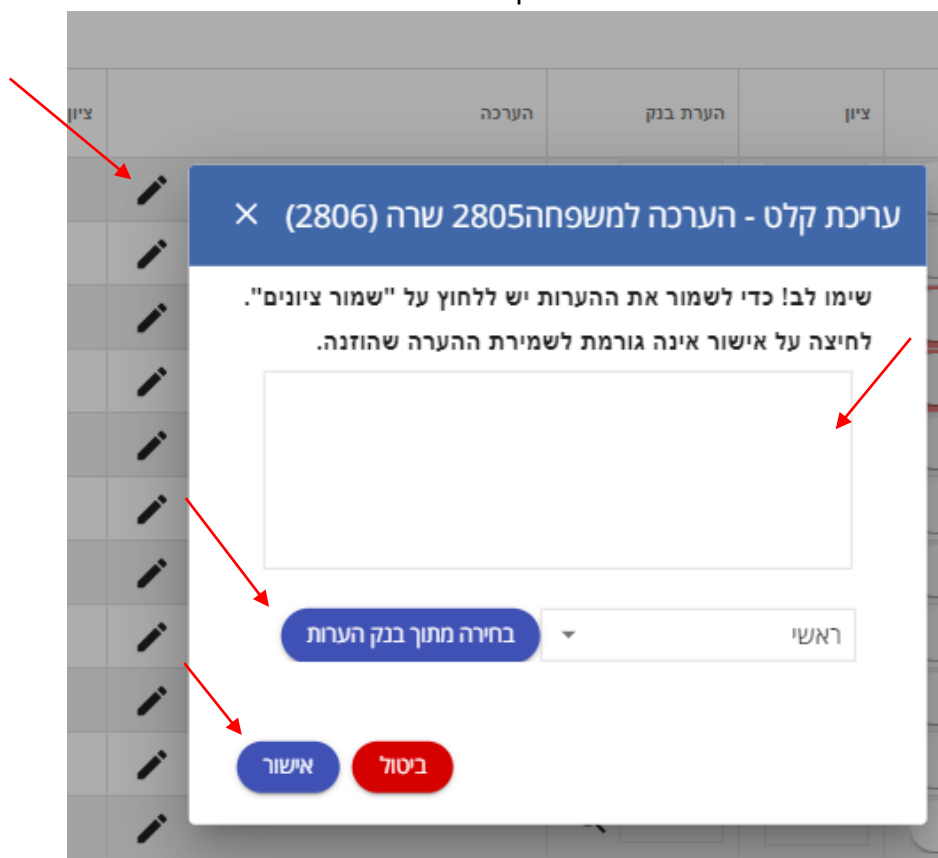 ציון הערת בנק הערכה ציון
עריכת קלט - הערכה למשפחה2805 שרה (2806)
שימו לב! כדי לשמור את ההערות יש ללחוץ על "שמור ציונים".
לחיצה על אישור אינה גורמת לשמירת ההערה שהוזנה.
ראשי בחירה מתוך בנק הערות
ביטול אישור